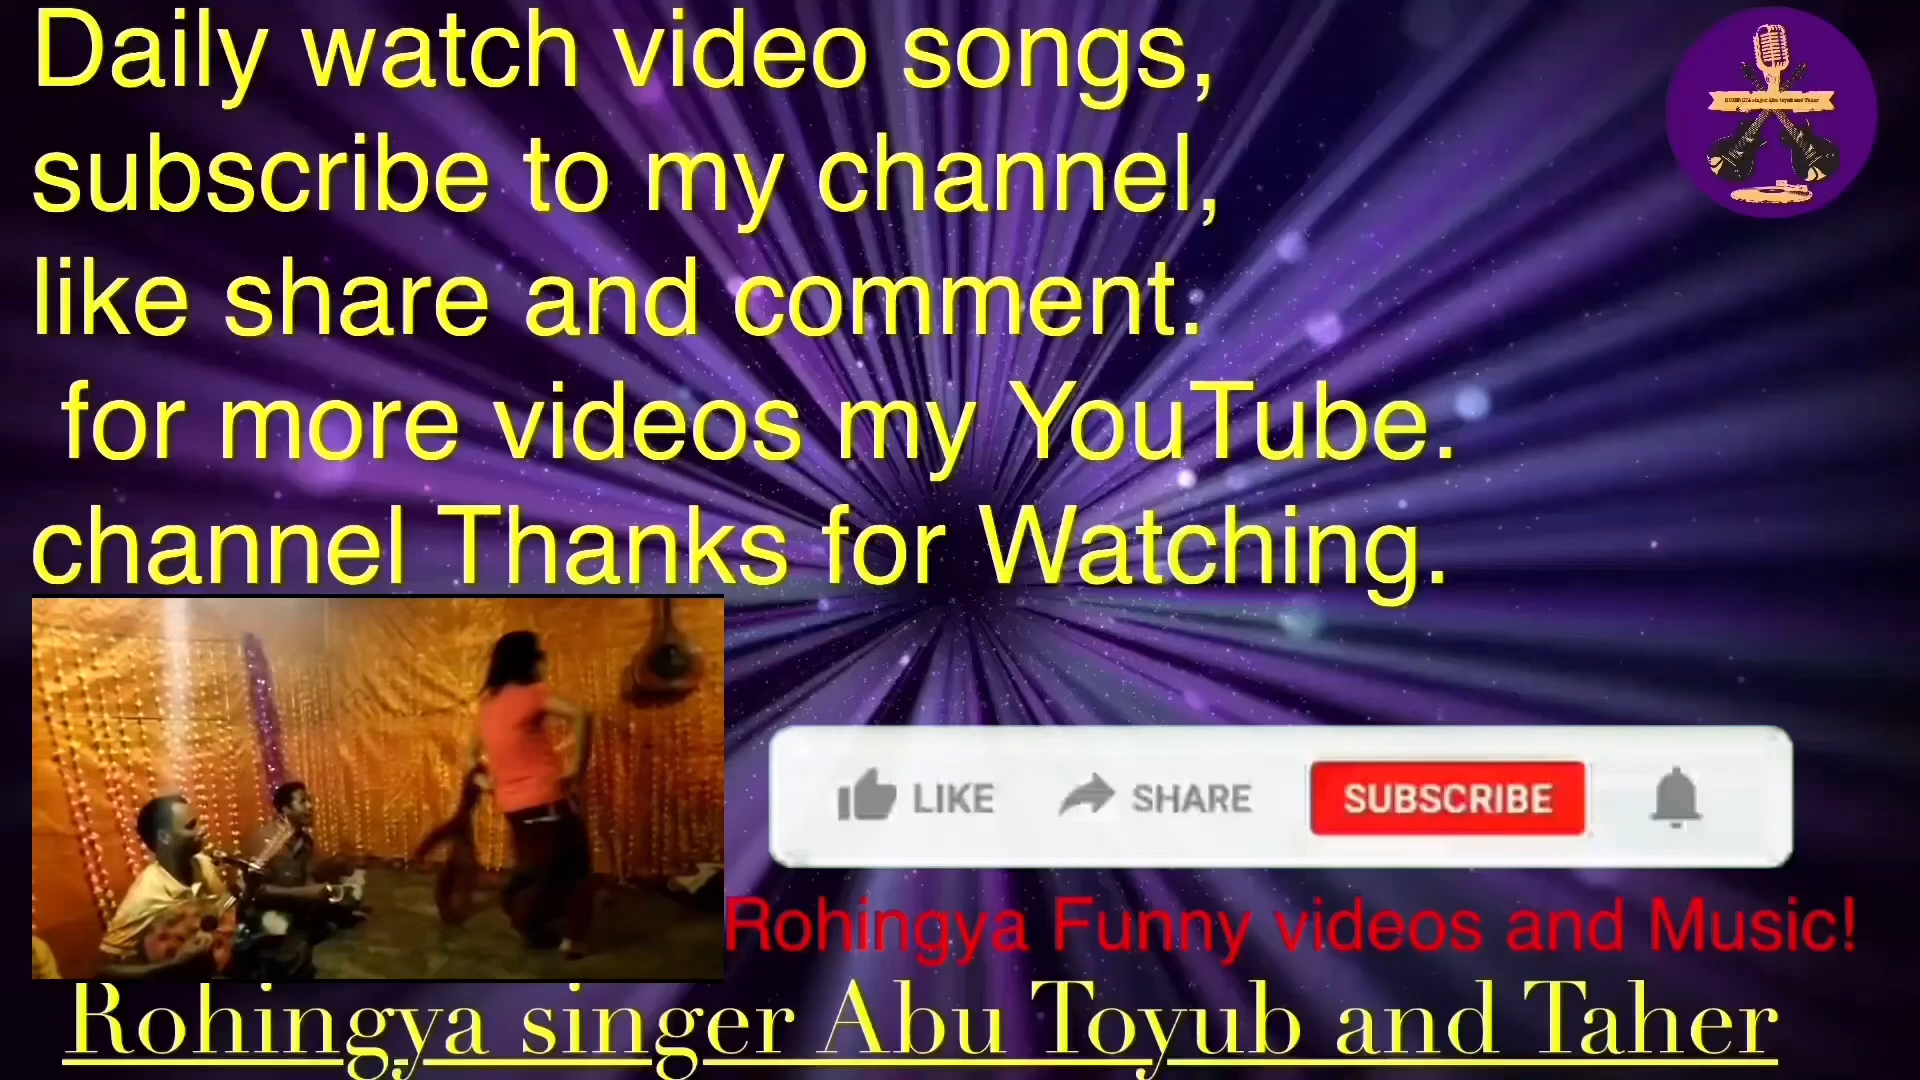 Daily watch video songs,
subscribe to my channel,
like share and comment.
for more videos my YouTube.
channel Thanks for Watching.
LIKE SHARE SUBSCRIBE
Rohingya Funny videos and Music!
Rohingya singer Abu Toyub and Taher